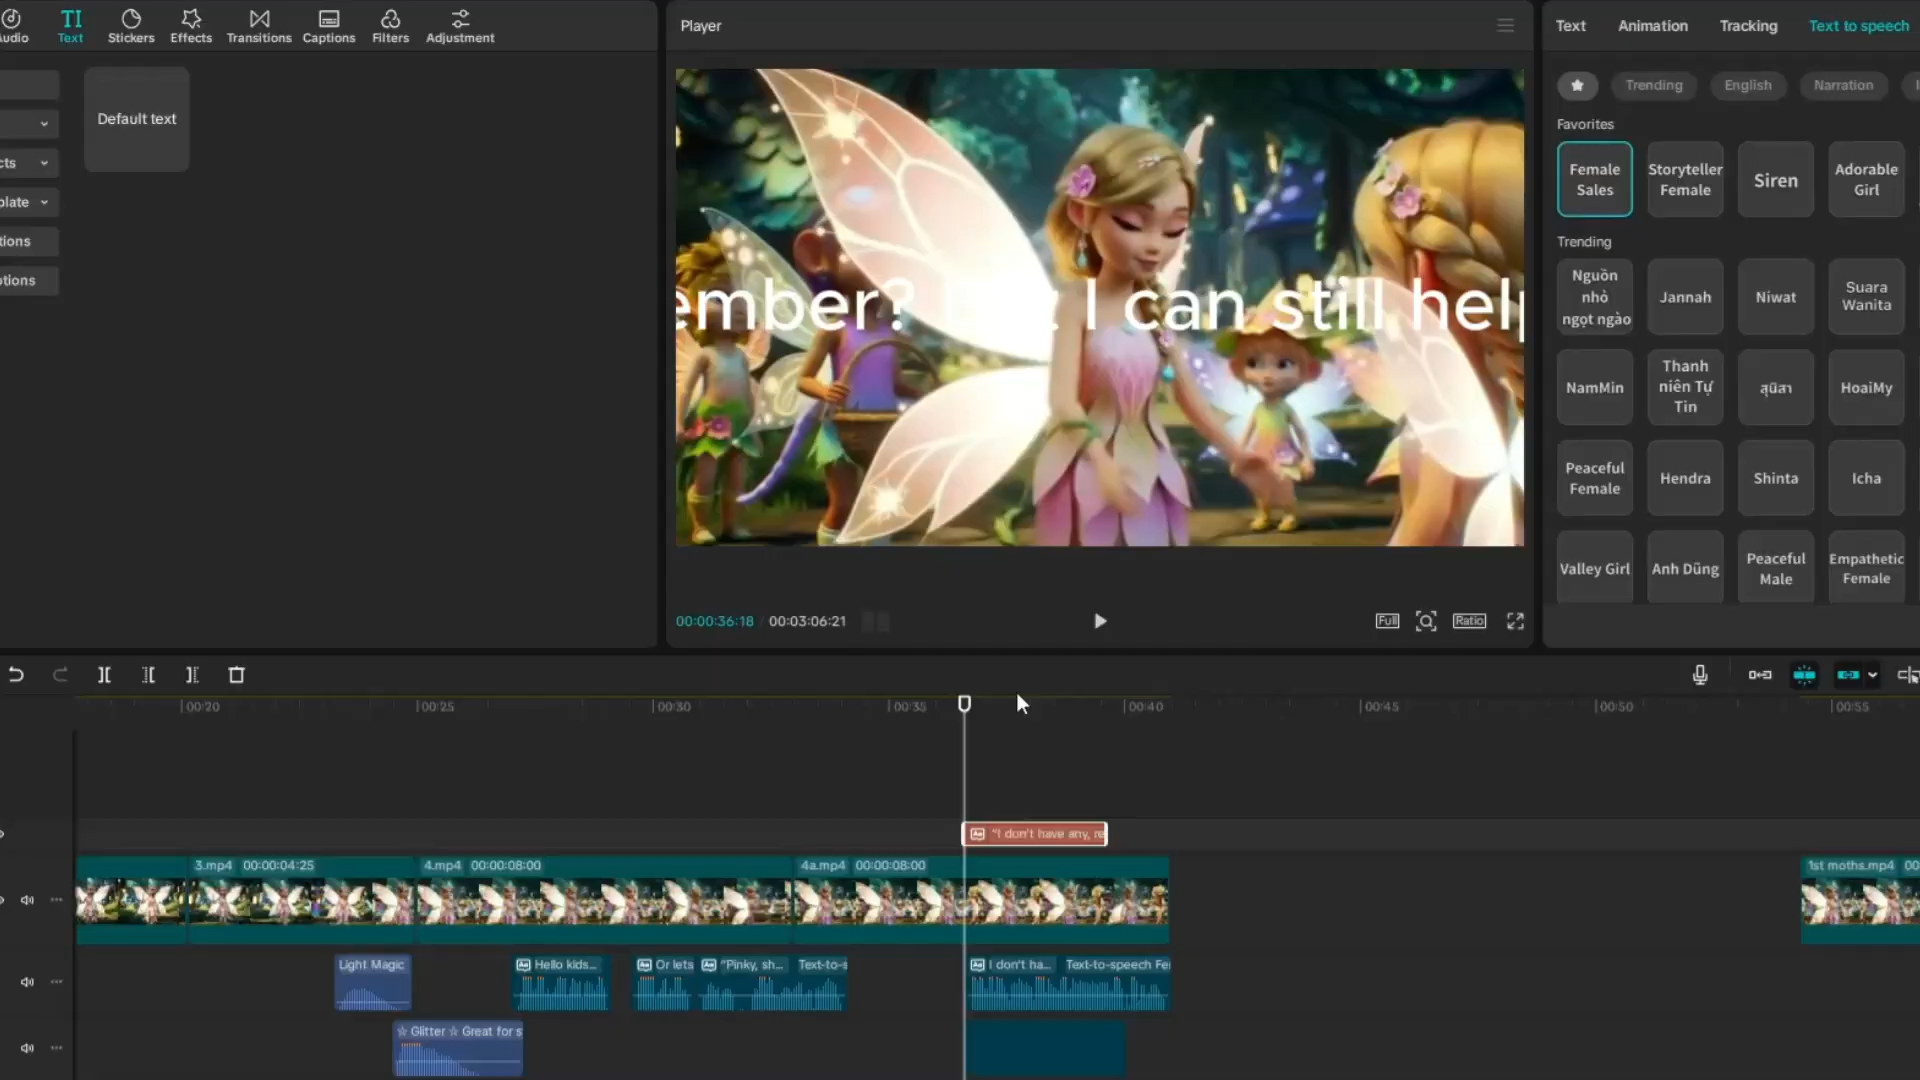 Text
Stickers
Effects
Transitions
Captions
Filters
Adjustment
Default text
Player
ember? I can still help
00:00:36:18 / 00:03:06:21
Full
Ratio
Text
Animation
Tracking
Text to speech
Trending
English
Narration
Favorites
Female Sales
Storyteller Female
Siren
Adorable Girl
Trending
Nguồn nhỏ ngọt ngào
Jannah
Niwat
Suara Wanita
NamMin
Thanh niên Tự Tin
HoaiMy
Peaceful Female
Hendra
Shinta
Icha
Valley Girl
Anh Dũng
Peaceful Male
Empathetic Female
00:20
00:25
00:30
00:35
00:40
00:45
00:50
00:55
"I don't have any, re
3.mp4 00:00:04:25
4.mp4 00:00:08:00
4a.mp4 00:00:08:00
1st moths.mp4 00
Light Magic
Hello kids...
Or lets
"Pinky, sh...
Text-to-s
I don't ha...
Text-to-speech Fe
☆ Glitter ☆ Great for s